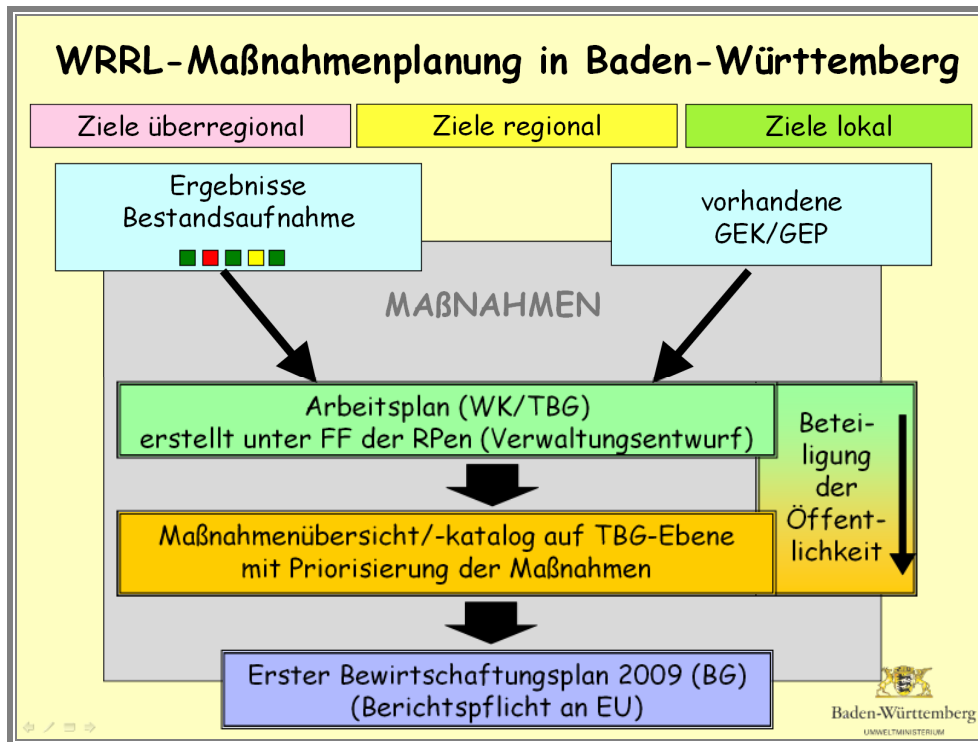 WRRL-Maßnahmenplanung in Baden-Württemberg
Ziele überregional
Ziele regional
Ziele lokal
Ergebnisse
Bestandsaufnahme
vorhandene
GEK/GEP
MAßNAHMEN
Arbeitsplan (WK/TBG)
erstellt unter FF der RPen (Verwaltungsentwurf)
Betei-
ligung
der
Öffent-
lichkeit
Maßnahmenübersicht/-katalog auf TBG-Ebene
mit Priorisierung der Maßnahmen
Erster Bewirtschaftungsplan 2009 (BG)
(Berichtspflicht an EU)
Baden-Württemberg
UMWELTMINISTERIUM